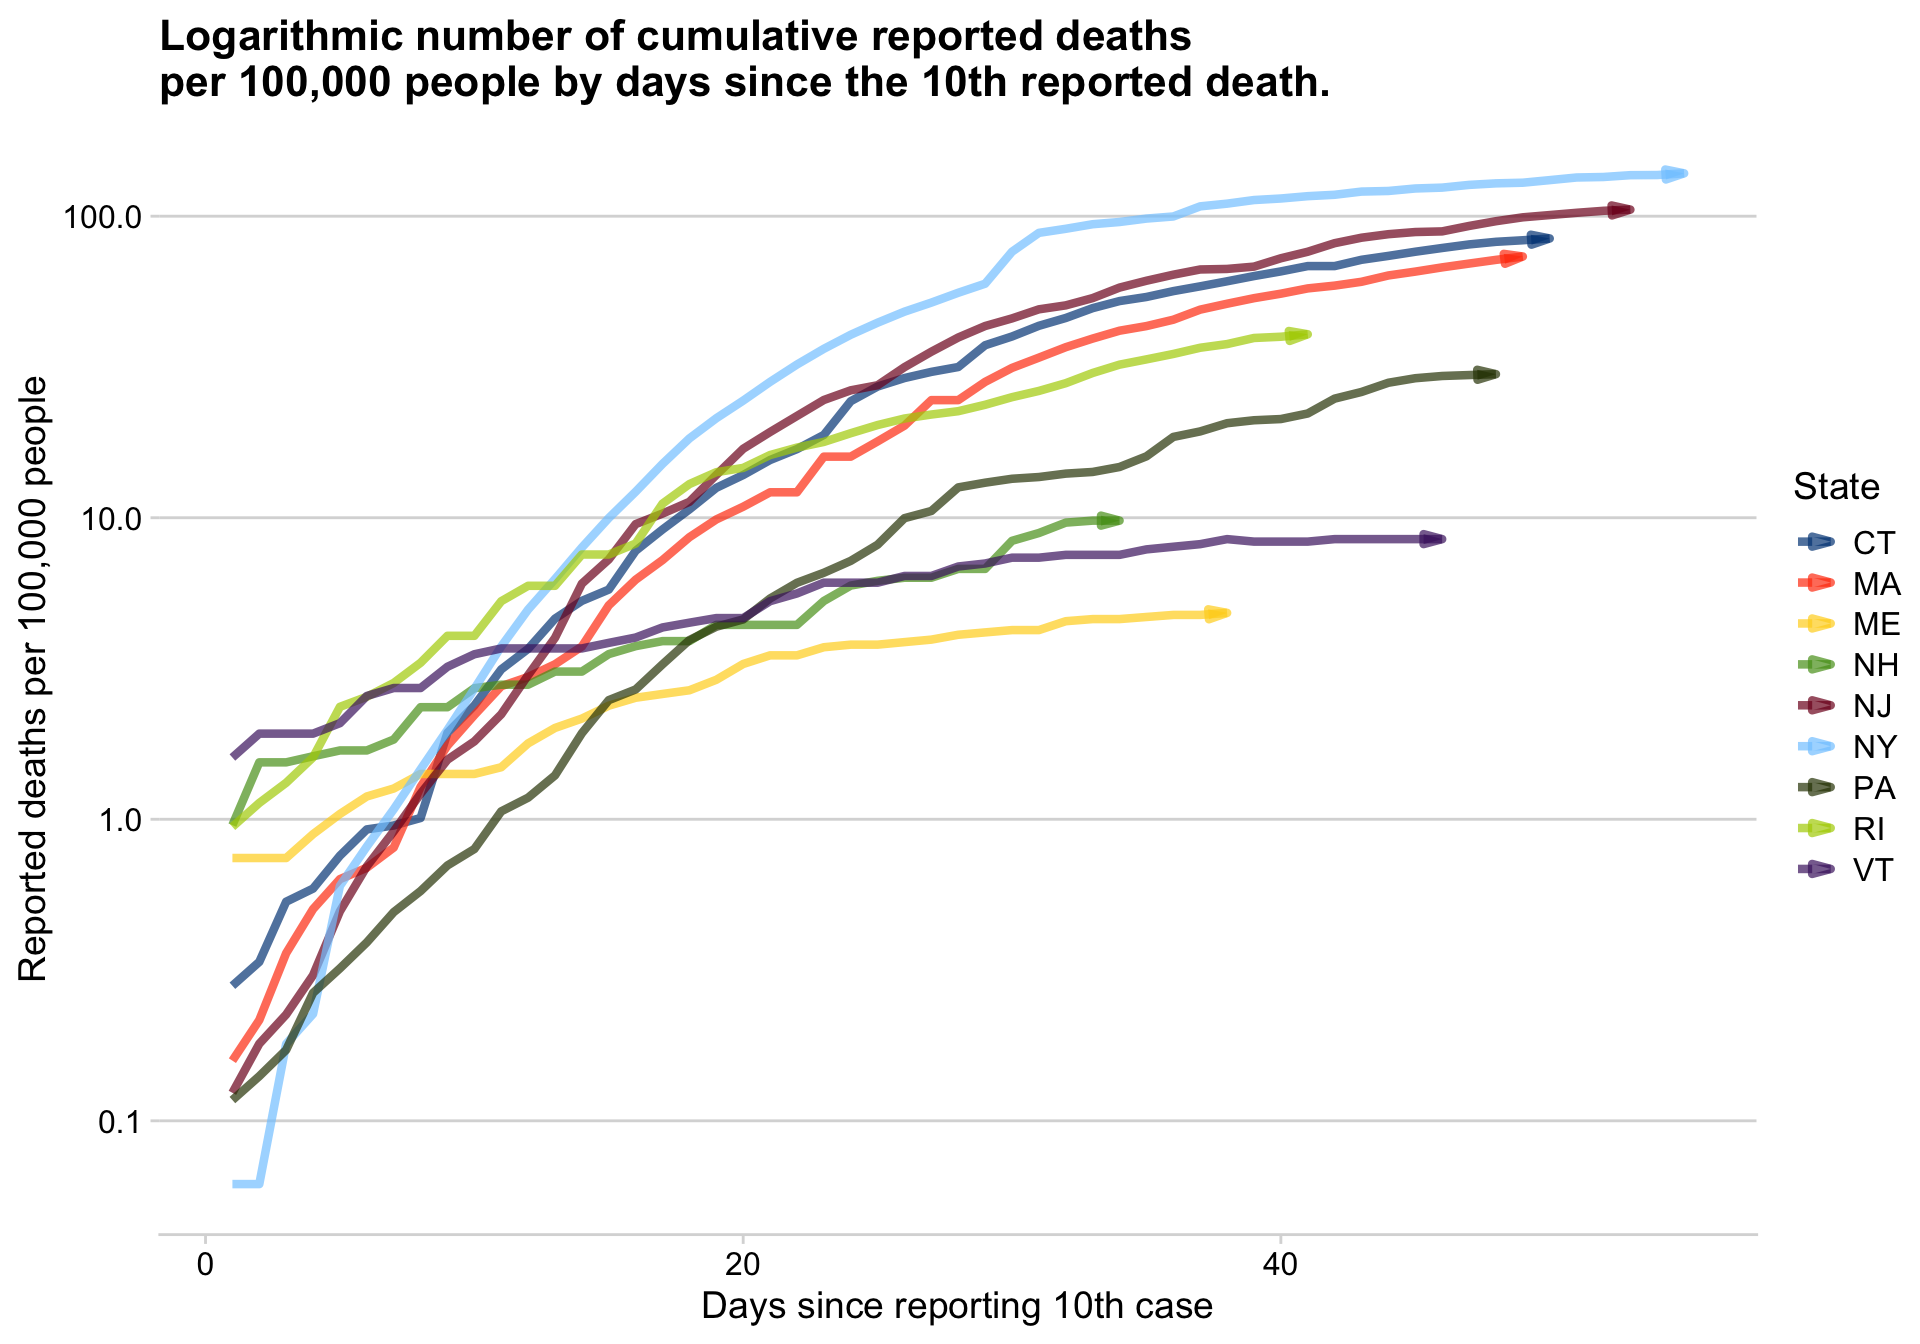 Logarithmic number of cumulative reported deaths
per 100,000 people by days since the 10th reported death.
Reported deaths per 100,000 people
100.0
10.0
1.0
0.1
0
20
40
Days since reporting 10th case
State
CT
MA
ME
NH
NJ
NY
PA
RI
VT